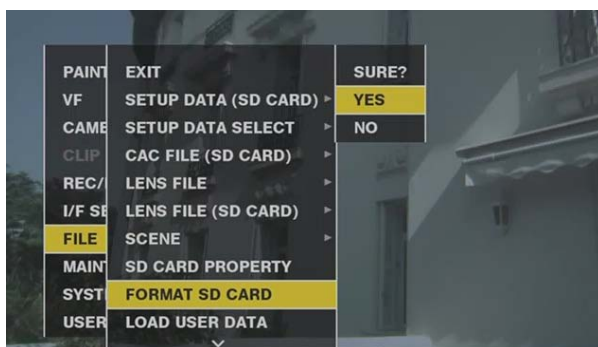 PAINT
VF
CAME
CLIP
REC/
I/F SE
FILE
MAINT
SYST
USER
EXIT
SETUP DATA (SD CARD)
SETUP DATA SELECT
CAC FILE (SD CARD)
LENS FILE
LENS FILE (SD CARD)
SCENE
SD CARD PROPERTY
FORMAT SD CARD
LOAD USER DATA
SURE?
YES
NO